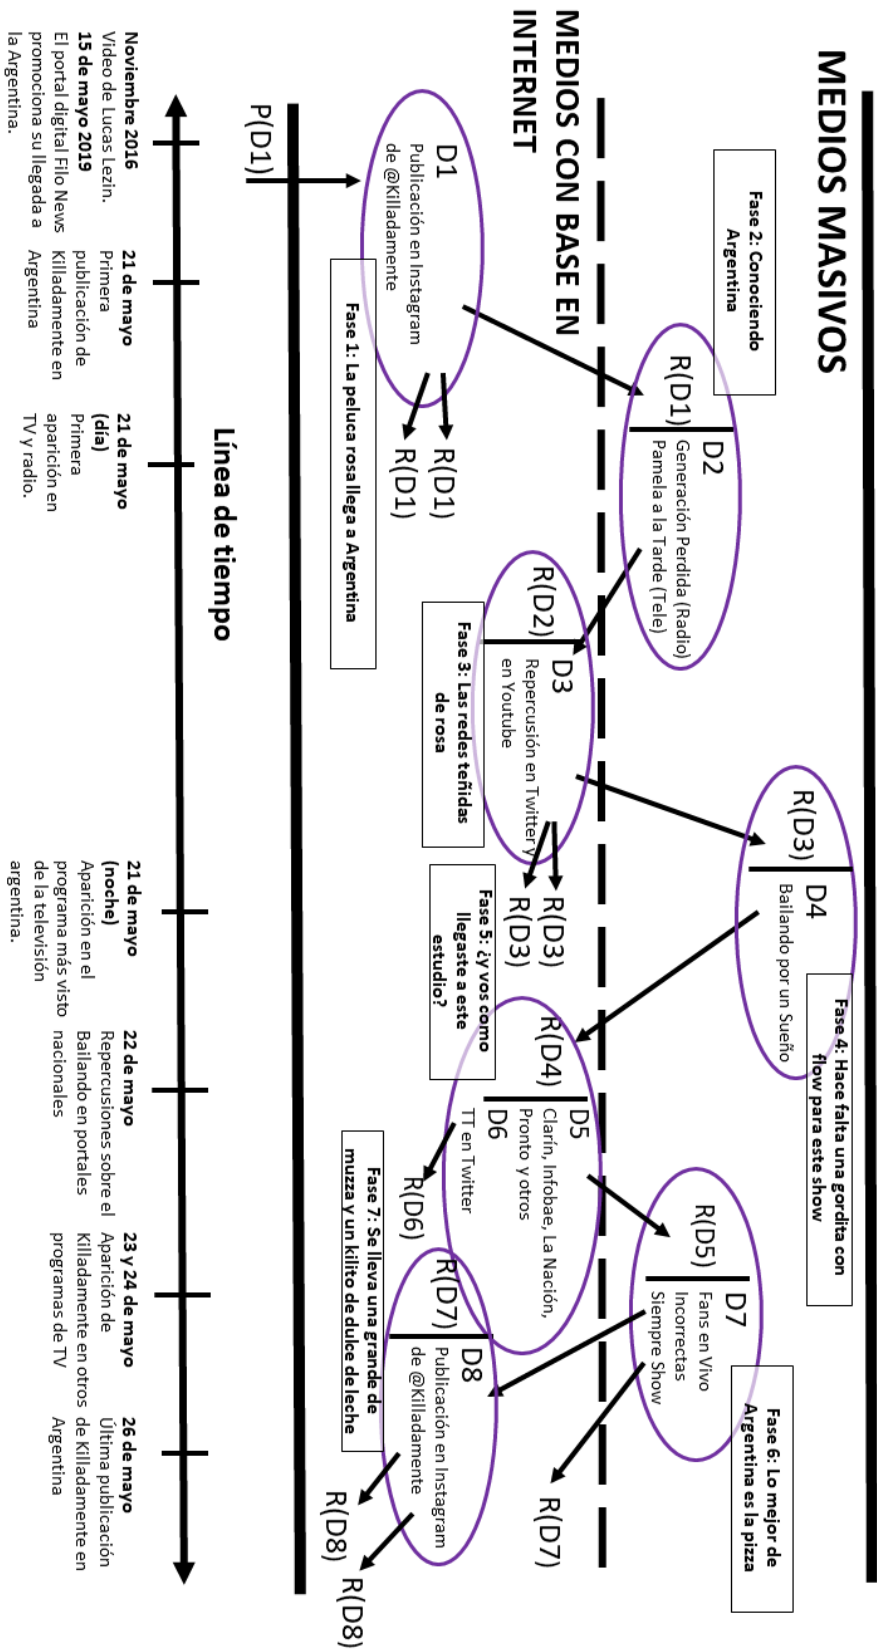 MEDIOS MASIVOS
Fase 2: Conociendo
Argentina
R(D1)
D2
Generación Perdida (Radio)
Pamela a la Tarde (Tele)
R(D3)
D4
Bailando por un Sueño
Fase 4: Hace falta una gordita con
flow para este show
R(D5)
D7
Fans en Vivo
Incorrectas
Siempre Show
Fase 6: Lo mejor de
Argentina es la pizza
R(D7)
MEDIOS CON BASE EN
INTERNET
D1
Publicación en Instagram
de @Killadamente
R(D1)
R(D1)
Fase 1: La peluca rosa llega a Argentina
R(D2)
D3
Repercusión en Twitter y
en Youtube
Fase 3: Las redes teñidas
de rosa
R(D3)
R(D3)
Fase 5: ¿y vos como
llegaste a este
estudio?
R(D4)
D5
Clarín, Infobae, La Nación,
Pronto y otros
D6
TT en Twitter
R(D6)
R(D7)
D8
Publicación en Instagram
de @Killadamente
Fase 7: Se lleva una grande de
muzza y un kilito de dulce de leche
R(D8)
R(D8)
P(D1)
Línea de tiempo
Noviembre 2016
Video de Lucas Lezin.
15 de mayo 2019
El portal digital Filo News
promociona su llegada a
la Argentina.
21 de mayo
Primera
publicación de
Killadamente en
Argentina
21 de mayo
(día)
Primera
aparición en
TV y radio.
21 de mayo
(noche)
Aparición en el
programa más visto
de la televisión
argentina.
22 de mayo
Repercusiones sobre el
Bailando en portales
nacionales
23 y 24 de mayo
Aparición de
Killadamente en otros
programas de TV
26 de mayo
Última publicación
de Killadamente en
Argentina